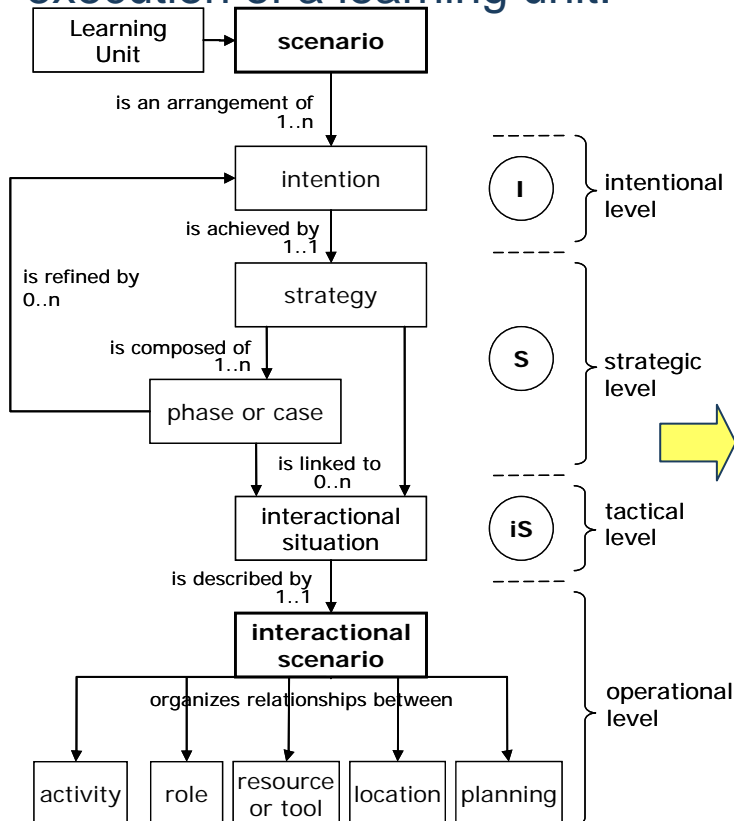 execution of a learning unit.
Learning
Unit
scenario
is an arrangement of
1..n
intention
I
intentional
level
is achieved by
1..1
is refined by
0..n
strategy
S
strategic
level
is composed of
1..n
phase or case
is linked to
0..n
interactional
situation
iS
tactical
level
is described by
1..1
interactional
scenario
organizes relationships between
operational
level
activity
role
resource
or tool
location
planning